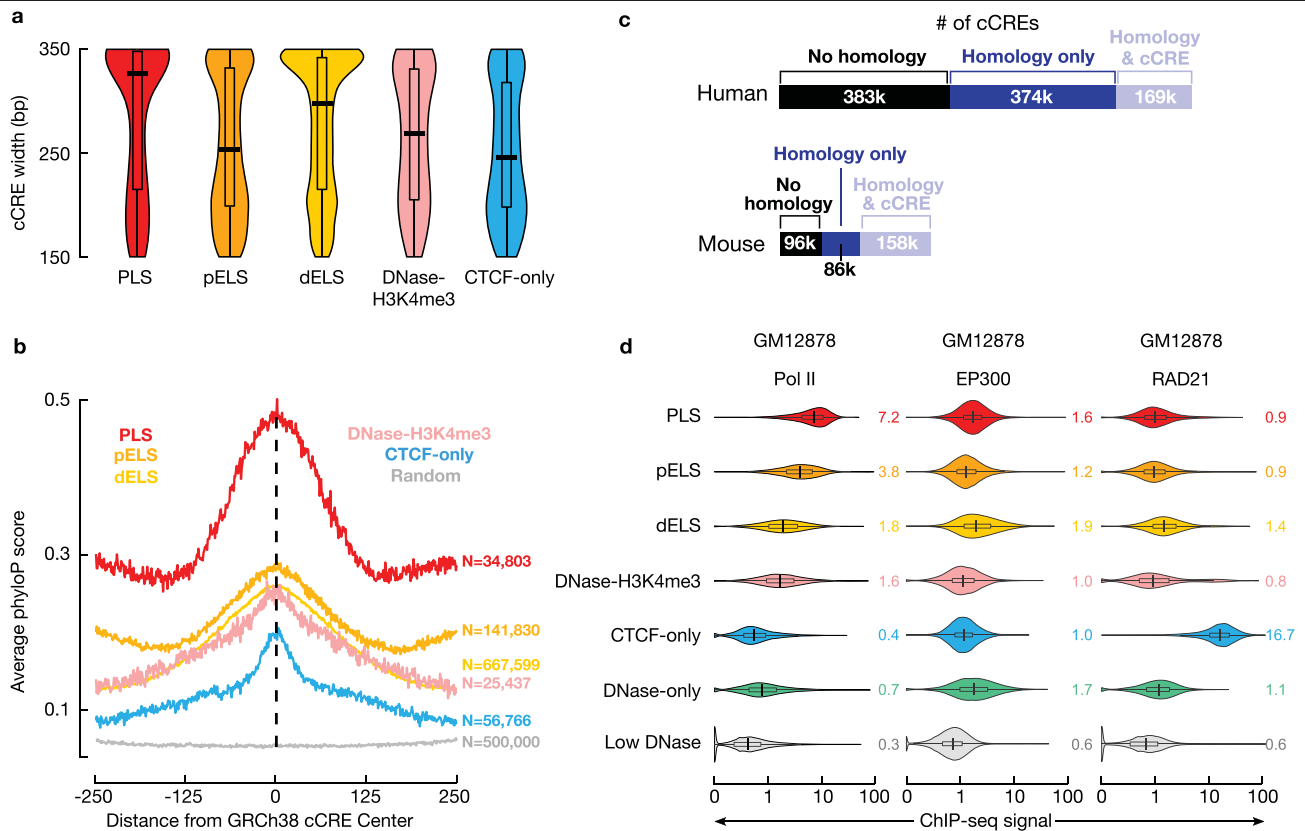 a
350
250
150
cCRE width (bp)
PLS
pELS
dELS
DNase-
H3K4me3
CTCF-only
c
# of cCREs
No homology
Homology only
Homology
& cCRE
Human
383k
374k
169k
Homology only
No
homology
Homology
& cCRE
Mouse
96k
86k
158k
b
0.5
0.3
0.1
Average phyloP score
PLS
pELS
dELS
DNase-H3K4me3
CTCF-only
Random
N=34,803
N=141,830
N=667,599
N=25,437
N=56,766
N=500,000
-250 -125 0 125 250
Distance from GRCh38 cCRE Center
d
GM12878 GM12878 GM12878
Pol II EP300 RAD21
PLS 7.2 1.6 0.9
pELS 3.8 1.2 0.9
dELS 1.8 1.9 1.4
DNase-H3K4me3 1.6 1.0 0.8
CTCF-only 0.4 1.0 16.7
DNase-only 0.7 1.7 1.1
Low DNase 0.3 0.6 0.6
0 1 10 100 0 1 10 100 0 1 10 100
ChIP-seq signal